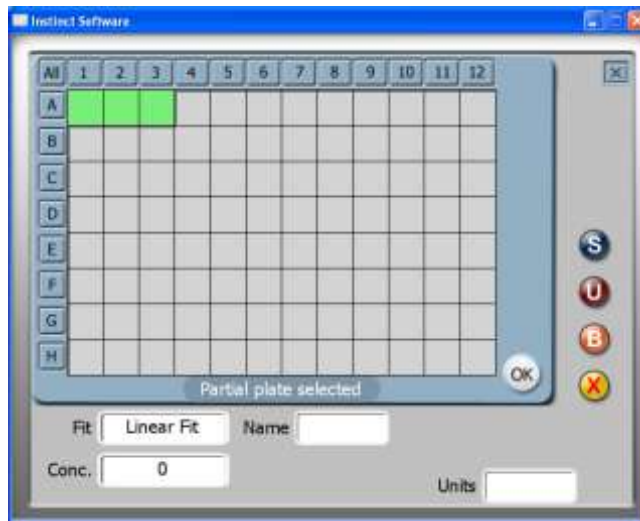 Instinct Software
All 1 2 3 4 5 6 7 8 9 10 11 12
A
B
C
D
E
F
G
H
S
U
B
X
OK
Partial plate selected
Fit Linear Fit Name
Conc. 0
Units